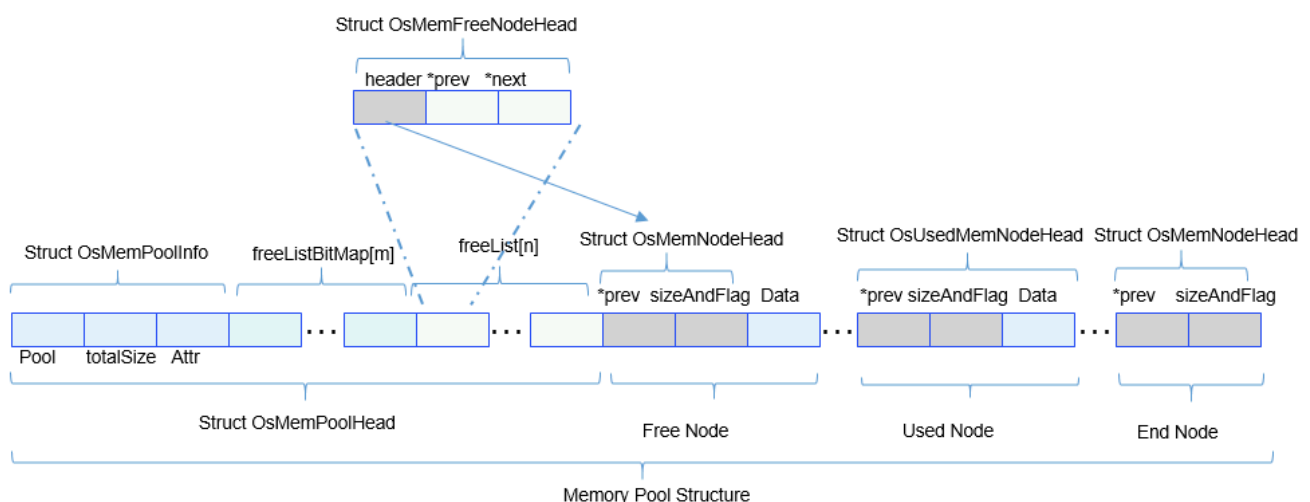 Struct OsMemFreeNodeHead
header *prev *next
Struct OsMemPoolInfo
freeListBitMap[m]
freeList[n]
Struct OsMemNodeHead
Struct OsUsedMemNodeHead
Struct OsMemNodeHead
*prev sizeAndFlag Data
*prev sizeAndFlag Data
*prev sizeAndFlag
... ... ... ...
Pool totalSize Attr
Struct OsMemPoolHead
Free Node
Used Node
End Node
Memory Pool Structure